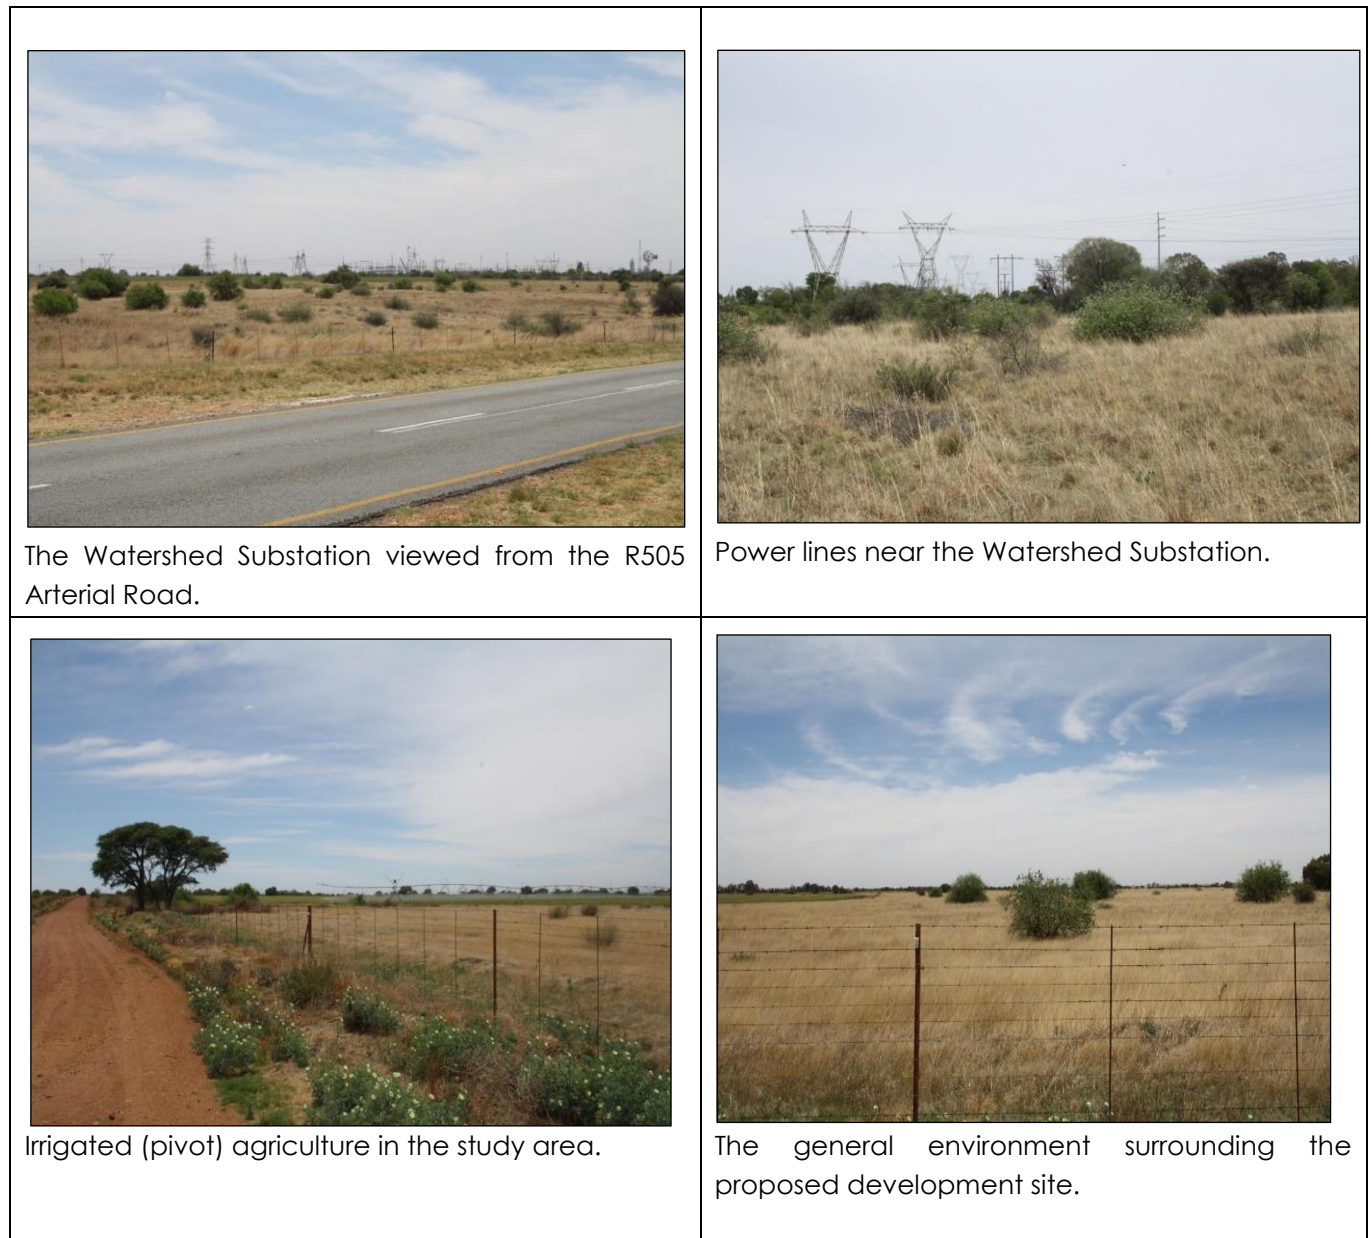 The Watershed Substation viewed from the R505
Arterial Road.
Power lines near the Watershed Substation.
Irrigated (pivot) agriculture in the study area.
The general environment surrounding the
proposed development site.